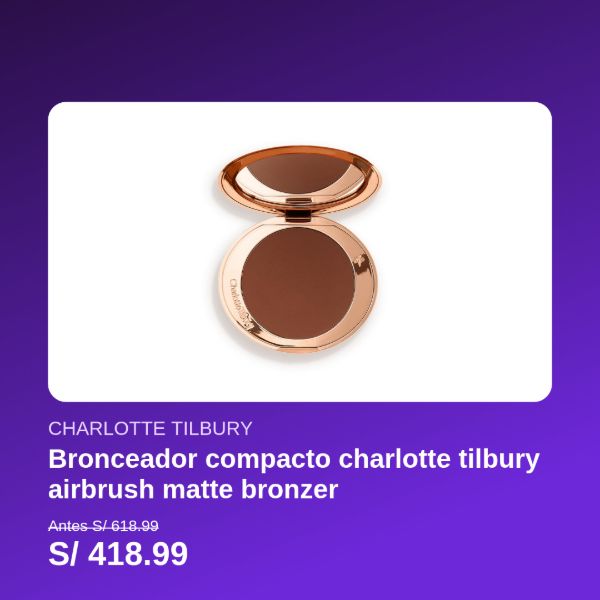 CHARLOTTE TILBURY
Bronceador compacto charlotte tilbury
airbrush matte bronzer
Antes S/ 618.99
S/ 418.99